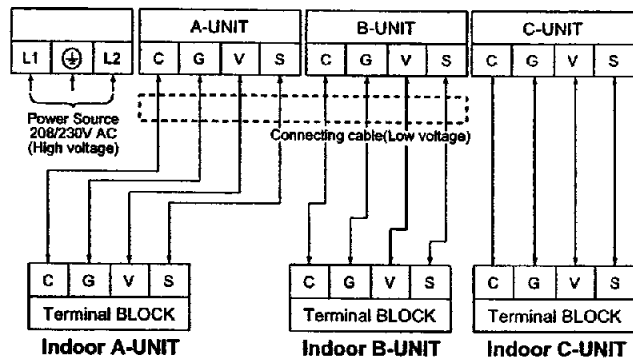 A-UNIT B-UNIT C-UNIT
L1 L2 C G V S C G V S C G V S
Power Source
208/230V AC
(High voltage)
Connecting cable(Low voltage)
C G V S C G V S C G V S
Terminal BLOCK Terminal BLOCK Terminal BLOCK
Indoor A-UNIT Indoor B-UNIT Indoor C-UNIT